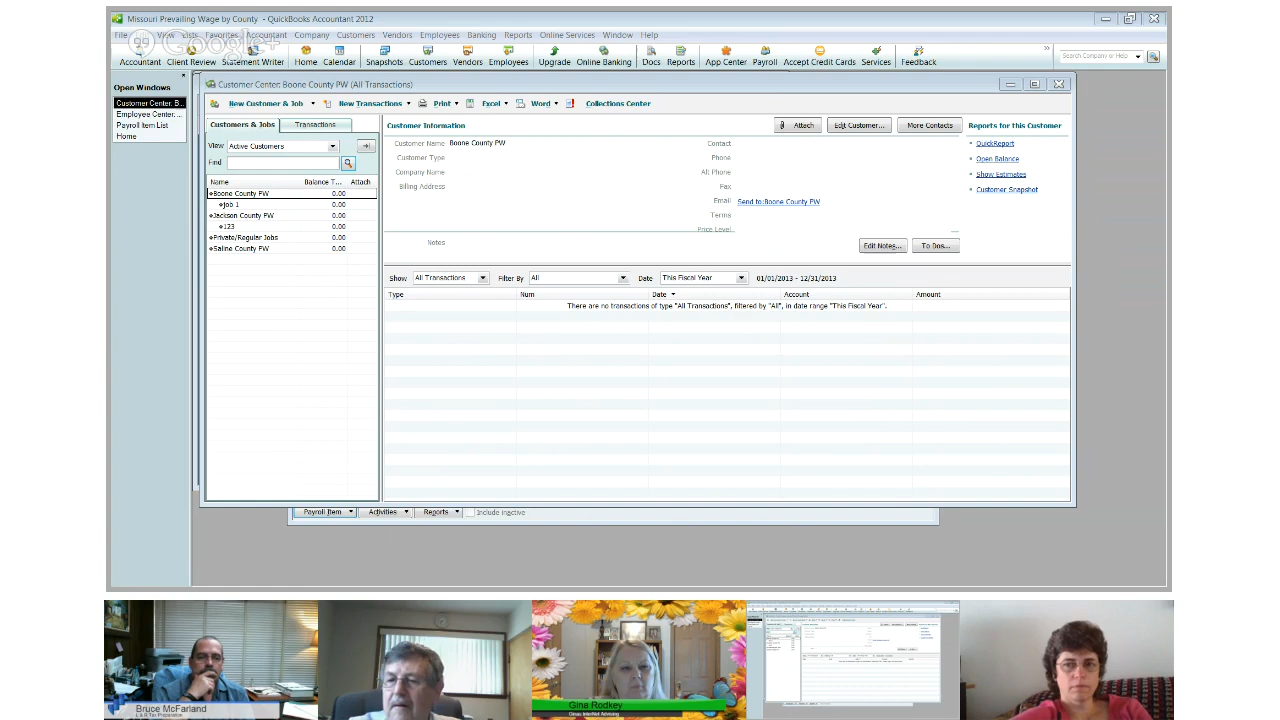 Missouri Prevailing Wage by County - QuickBooks Accountant 2012
File View Lists Favorites Accountant Company Customers Vendors Employees Banking Reports Online Services Window Help
Google+
Accountant Client Review Statement Writer Home Calendar Snapshots Customers Vendors Employees Upgrade Online Banking Docs Reports App Center Payroll Accept Credit Cards Services Feedback
Search Company or Help
Open Windows
Customer Center: B...
Employee Center:...
Payroll Item List
Home
Customer Center: Boone County PW (All Transactions)
New Customer & Job New Transactions Print Excel Word Collections Center
Customers & Jobs Transactions
View Active Customers
Find
Name Balance T... Attach
Boone County PW 0.00
job 1 0.00
Jackson County PW 0.00
123 0.00
Private/Regular Jobs 0.00
Saline County PW 0.00
Customer Information
Attach Edit Customer... More Contacts
Customer Name Boone County PW
Customer Type
Company Name
Billing Address
Contact
Phone
Alt Phone
Fax
Email Send to:Boone County PW
Terms
Price Level
Notes
Edit Notes... To Dos...
Reports for this Customer
QuickReport
Open Balance
Show Estimates
Customer Snapshot
Show: All Transactions Filter By All Date This Fiscal Year 01/01/2013 - 12/31/2013
Type Num Date Account Amount
There are no transactions of type "All Transactions", filtered by "All", in date range "This Fiscal Year".
Payroll Item Activities Reports Include inactive
Bruce McFarland
L & R Tax Preparation
Gina Rodkey
Ginas InterNet Advising